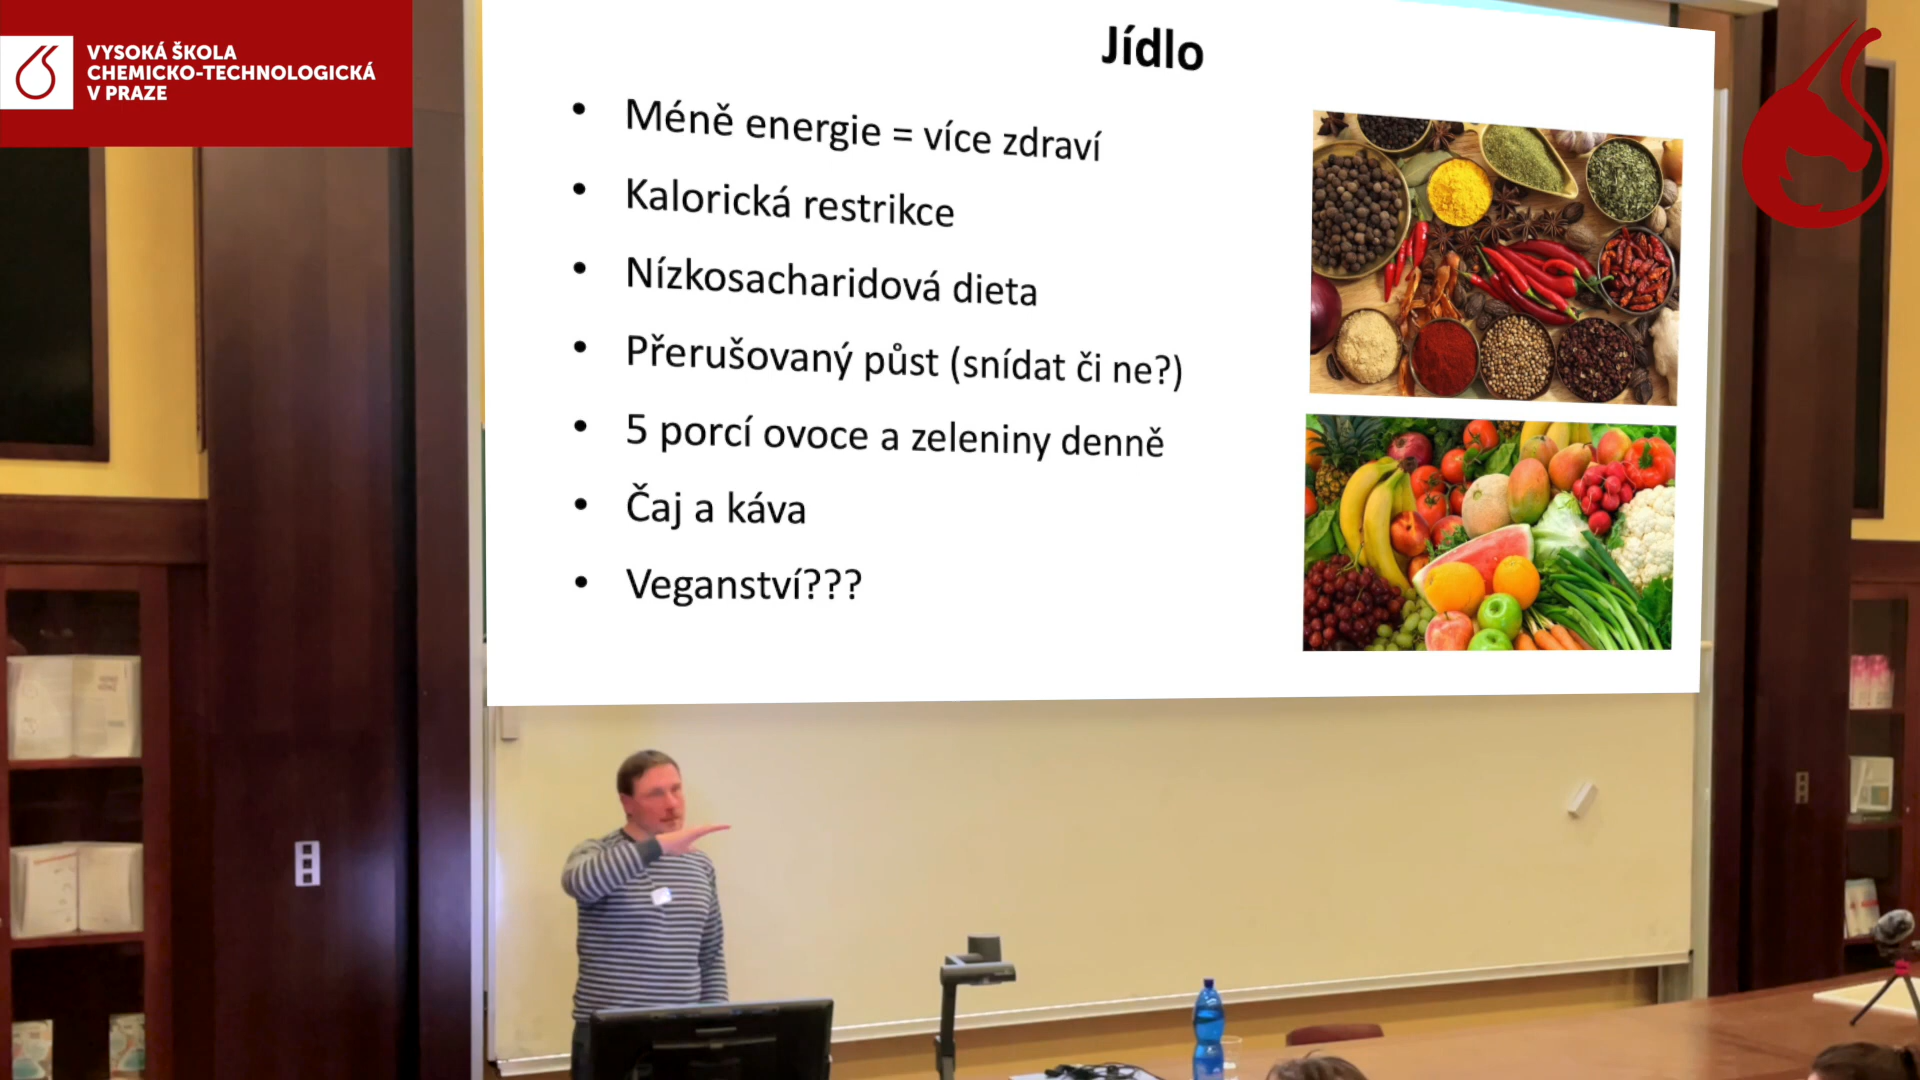 VYSOKÁ ŠKOLA
CHEMICKO-TECHNOLOGICKÁ
V PRAZE
Jídlo
• Méně energie = více zdraví
• Kalorická restrikce
• Nízkosacharidová dieta
• Přerušovaný půst (snídat či ne?)
• 5 porcí ovoce a zeleniny denně
• Čaj a káva
• Veganství???